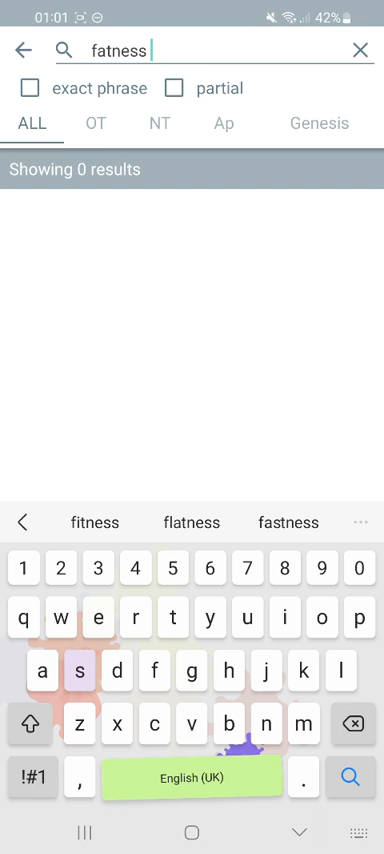 01:01 42%
fatness
exact phrase partial
ALL OT NT Ap Genesis
Showing 0 results
fitness flatness fastness
1 2 3 4 5 6 7 8 9 0
q w e r t y u i o p
a s d f g h j k l
z x c v b n m
!#1 , English (UK) .